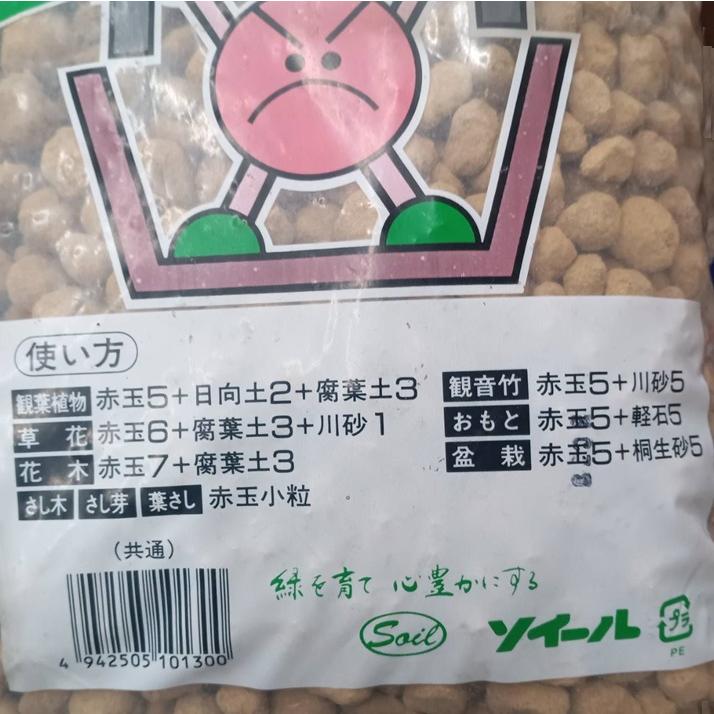 使い方
観葉植物 赤玉5+日向土2+腐葉土3
草花 赤玉6+腐葉土3+川砂1
花木 赤玉7+腐葉土3
さし木 さし芽 葉さし 赤玉小粒
観音竹 赤玉5+川砂5
おもと 赤玉5+軽石5
盆栽 赤玉5+桐生砂5
(共通)
4 942505 101300
緑を育て 心豊かにする
Soil
ソイール
プラ
PE